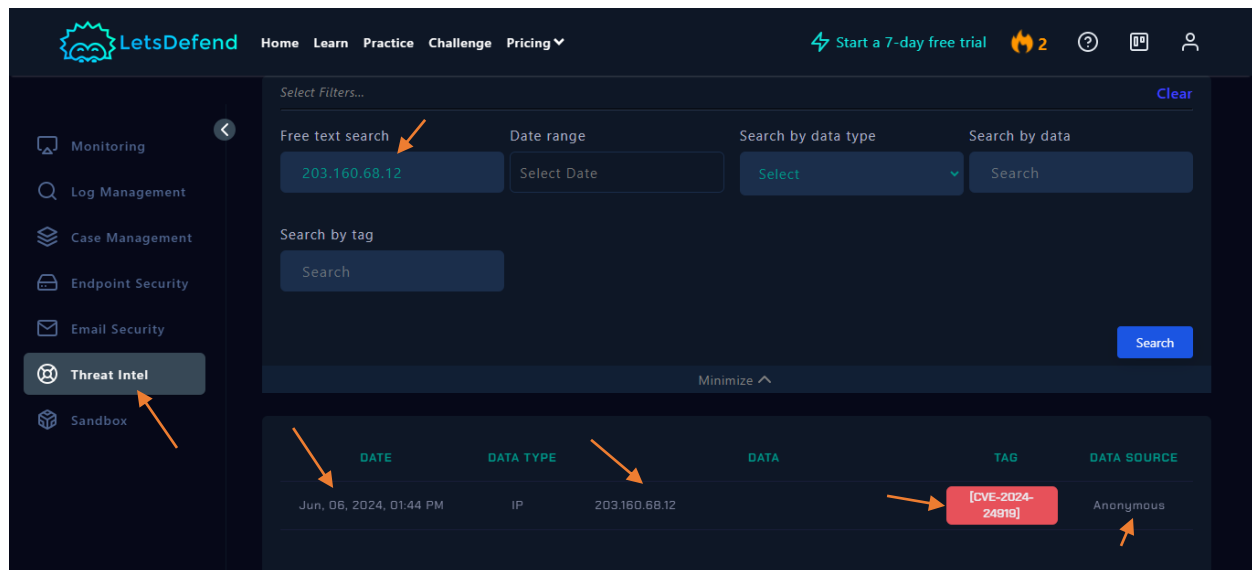 LetsDefend Home Learn Practice Challenge Pricing Start a 7-day free trial 2
Select Filters... Clear
Free text search Date range Search by data type Search by data
203.160.68.12 Select Date Select Search
Search by tag
Search
Search
Minimize
Monitoring
Log Management
Case Management
Endpoint Security
Email Security
Threat Intel
Sandbox
DATE DATA TYPE DATA TAG DATA SOURCE
Jun, 06, 2024, 01:44 PM IP 203.160.68.12 [CVE-2024-
24919] Anonymous